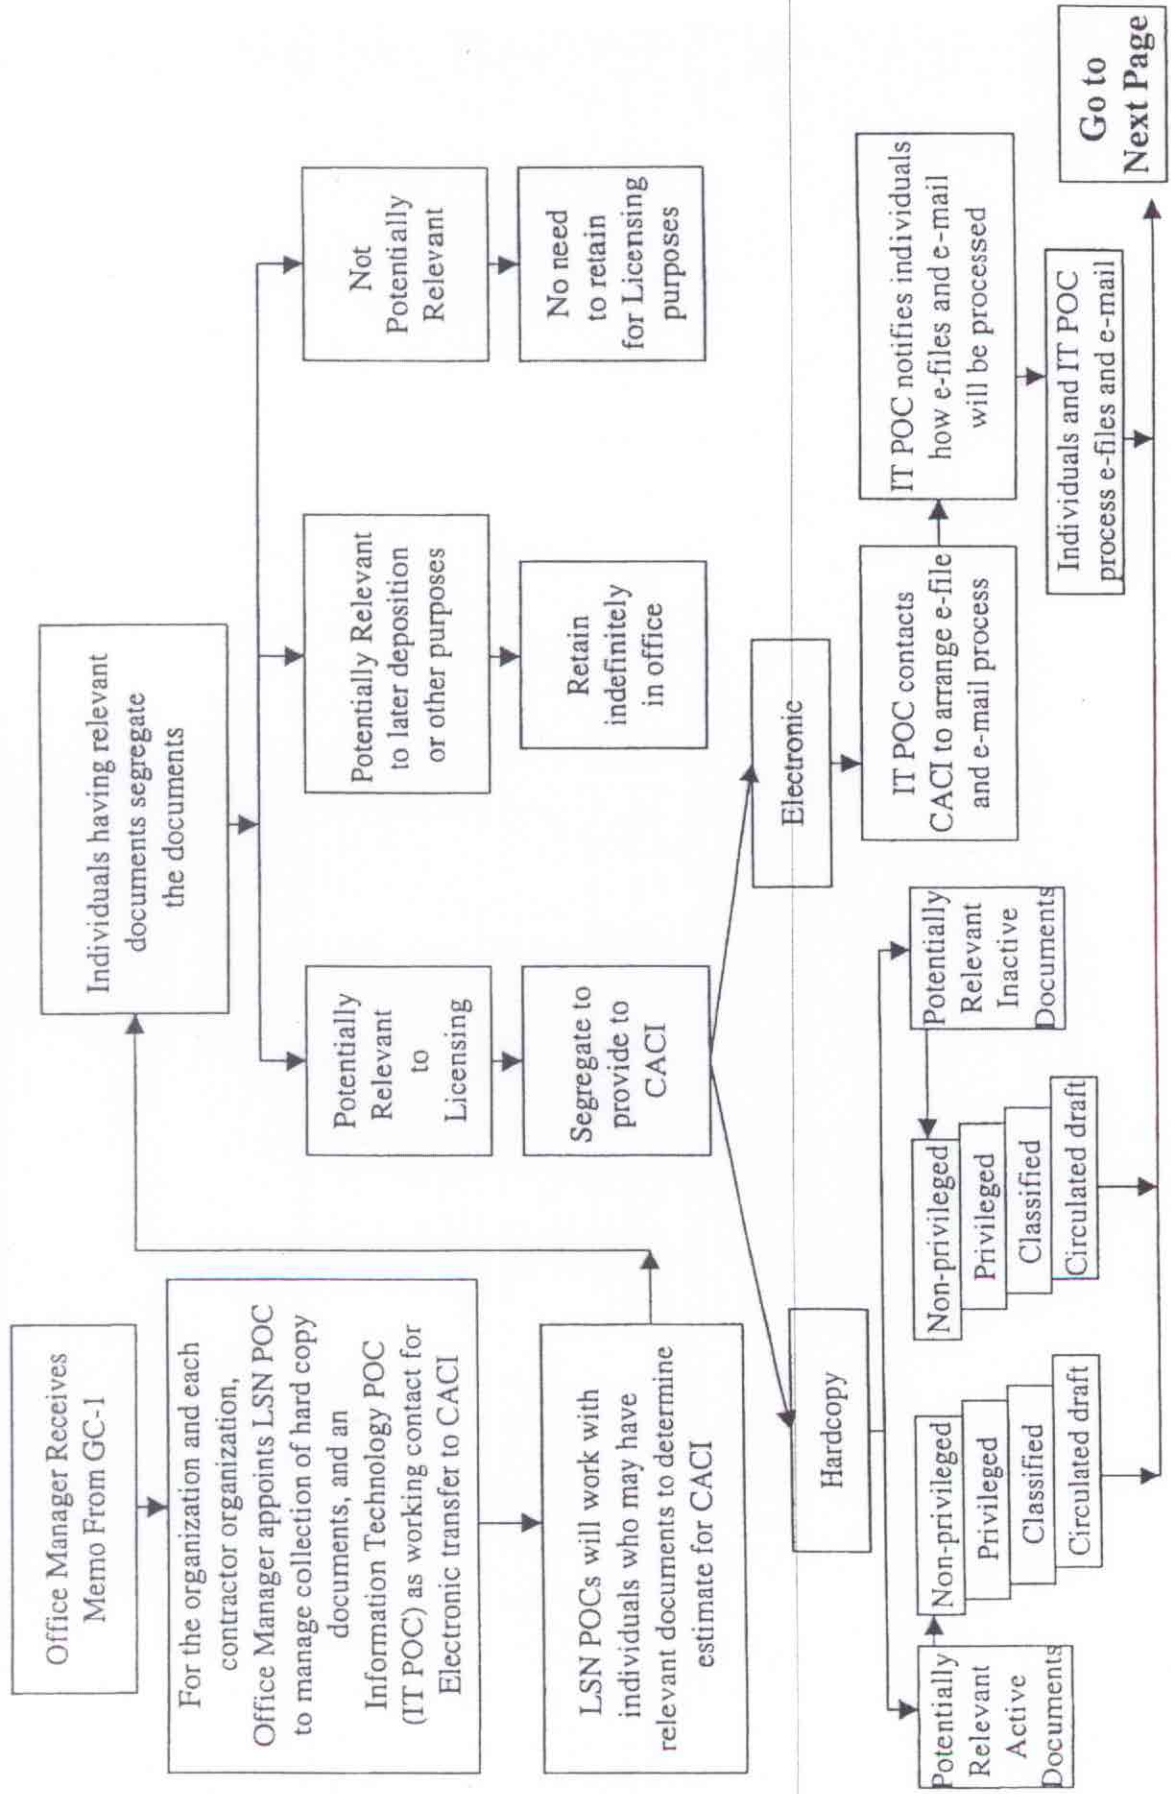 Office Manager Receives
Memo From GC-1
For the organization and each
contractor organization,
Office Manager appoints LSN POC
to manage collection of hard copy
documents, and an
Information Technology POC
(IT POC) as working contact for
Electronic transfer to CACI
LSN POCs will work with
individuals who may have
relevant documents to determine
estimate for CACI
Individuals having relevant
documents segregate
the documents
Potentially
Relevant
to
Licensing
Segregate to
provide to
CACI
Potentially Relevant
to later deposition
or other purposes
Retain
indefinitely
in office
Not
Potentially
Relevant
No need
to retain
for Licensing
purposes
Hardcopy
Electronic
Potentially
Relevant
Active
Documents
Non-privileged
Privileged
Classified
Circulated draft
Non-privileged
Privileged
Classified
Circulated draft
Potentially
Relevant
Inactive
Documents
IT POC contacts
CACI to arrange e-file
and e-mail process
IT POC notifies individuals
how e-files and e-mail
will be processed
Individuals and IT POC
process e-files and e-mail
Go to
Next Page